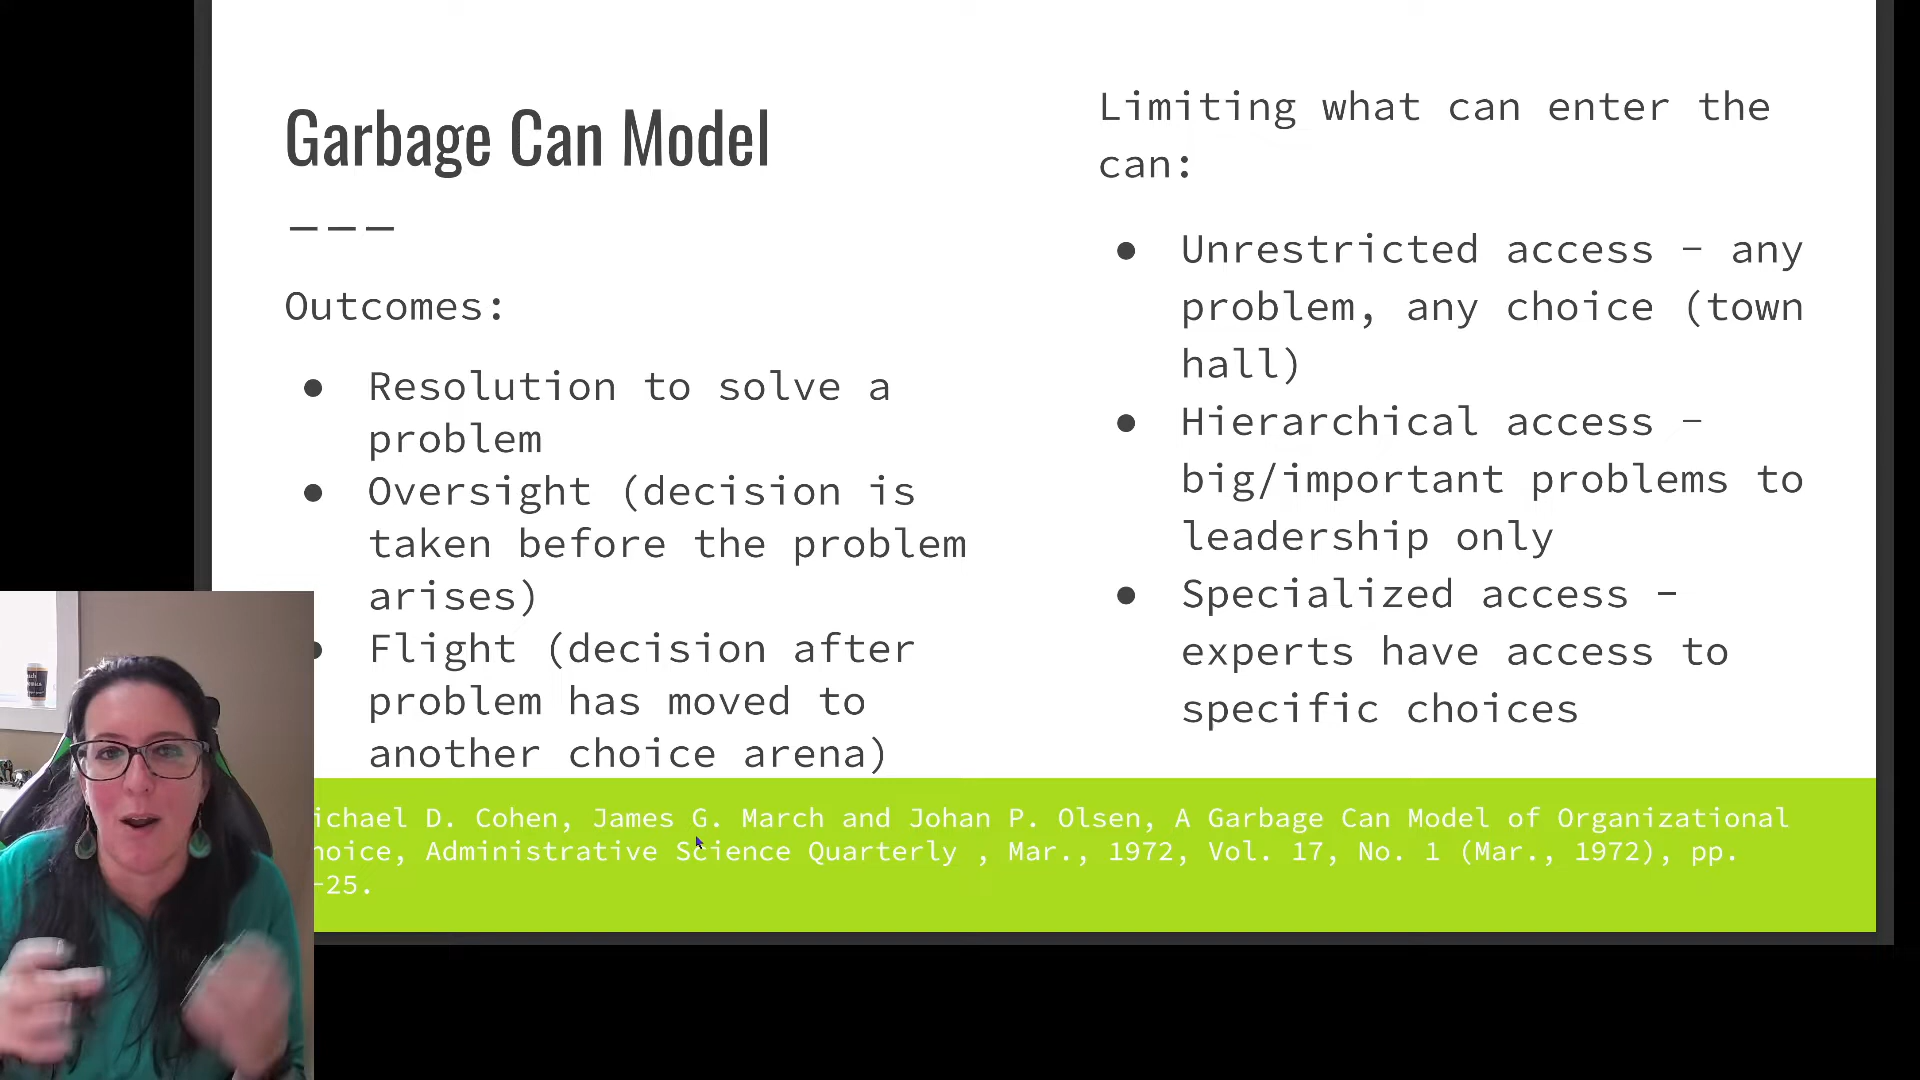 Garbage Can Model
Outcomes:
● Resolution to solve a
problem
● Oversight (decision is
taken before the problem
arises)
● Flight (decision after
problem has moved to
another choice arena)
Limiting what can enter the
can:
● Unrestricted access - any
problem, any choice (town
hall)
● Hierarchical access -
big/important problems to
leadership only
● Specialized access -
experts have access to
specific choices
D. Cohen, James G. March and Johan P. Olsen, A Garbage Can Model of Organizational
Administrative Science Quarterly , Mar., 1972, Vol. 17, No. 1 (Mar., 1972), pp.
-25.